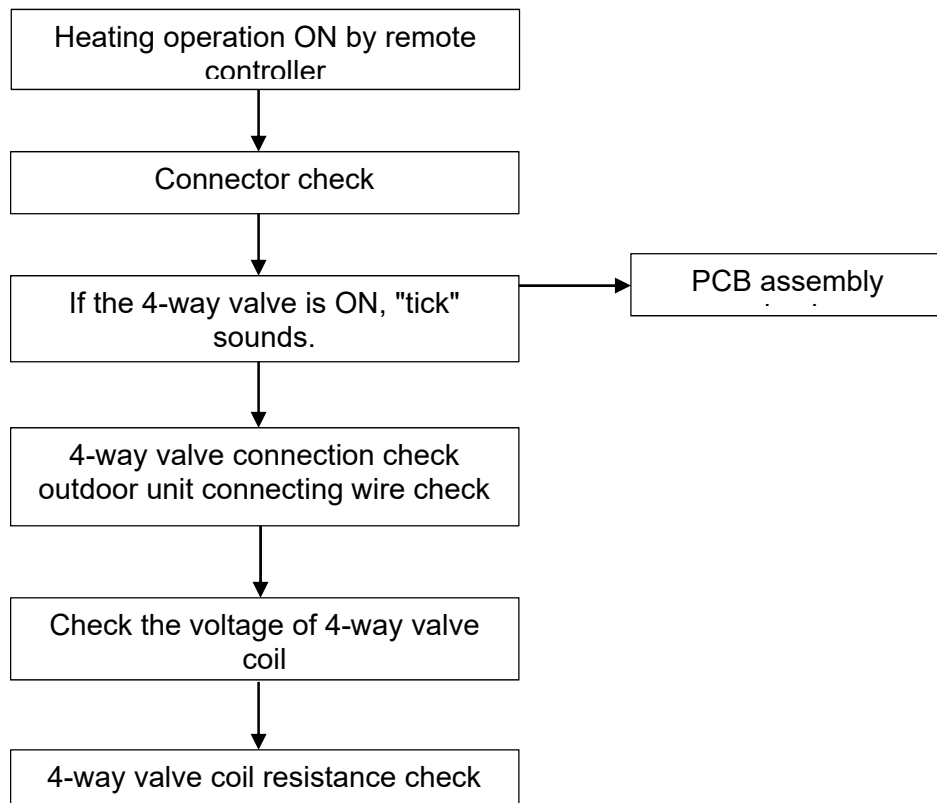 Heating operation ON by remote
controller
Connector check
If the 4-way valve is ON, "tick"
sounds.
PCB assembly
4-way valve connection check
outdoor unit connecting wire check
Check the voltage of 4-way valve
coil
4-way valve coil resistance check